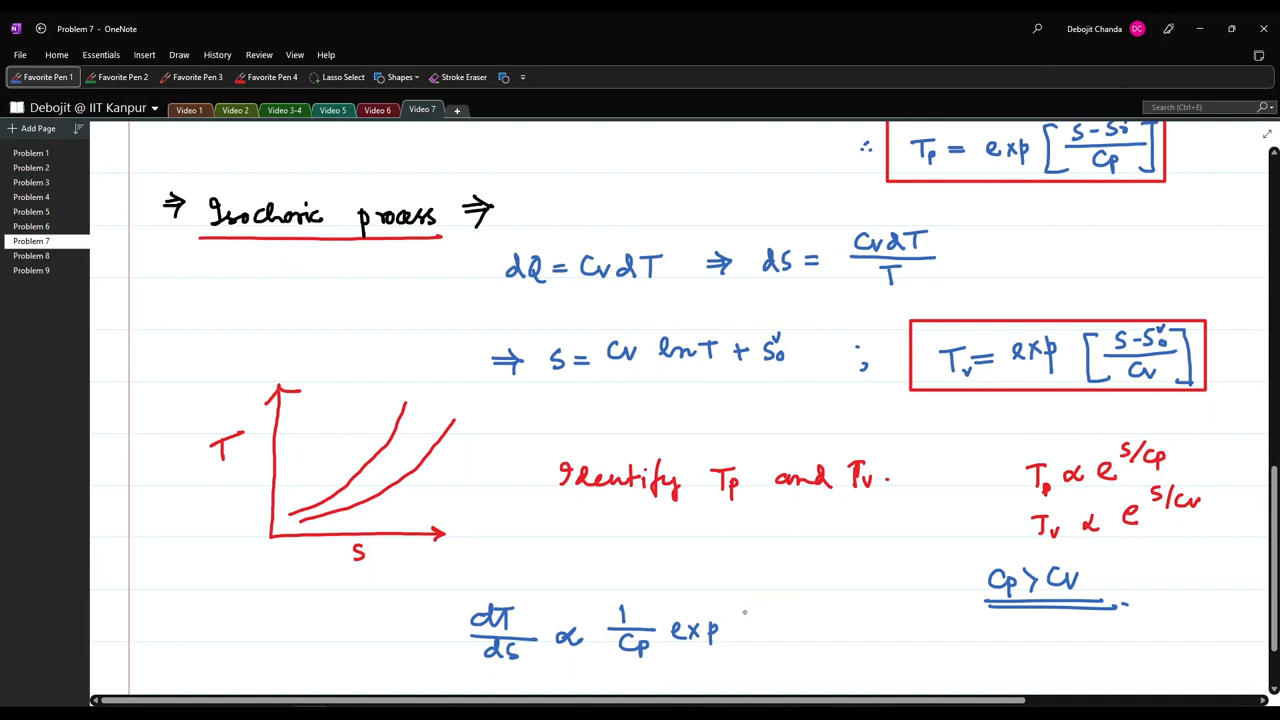 Problem 7 - OneNote
Debojit Chanda DC
File Home Essentials Insert Draw History Review View Help
Favorite Pen 1 Favorite Pen 2 Favorite Pen 3 Favorite Pen 4 Lasso Select Shapes Stroke Eraser
Debojit @ IIT Kanpur Video 1 Video 2 Video 3-4 Video 5 Video 6 Video 7 + Search (Ctrl+E)
+ Add Page
Problem 1
Problem 2
Problem 3
Problem 4
Problem 5
Problem 6
Problem 7
Problem 8
Problem 9
∴ Tp = exp [(S-S0)/Cp]
⇒ Isochoric process ⇒
dQ = CvdT ⇒ dS = CvdT/T
⇒ S = Cv lnT + S0^v ; Tv = exp [(S-S0^v)/Cv]
T
S
Identify Tp and Tv.
Tp ∝ e^S/Cp
Tv ∝ e^S/Cv
Cp > Cv
dT/dS ∝ 1/Cp exp